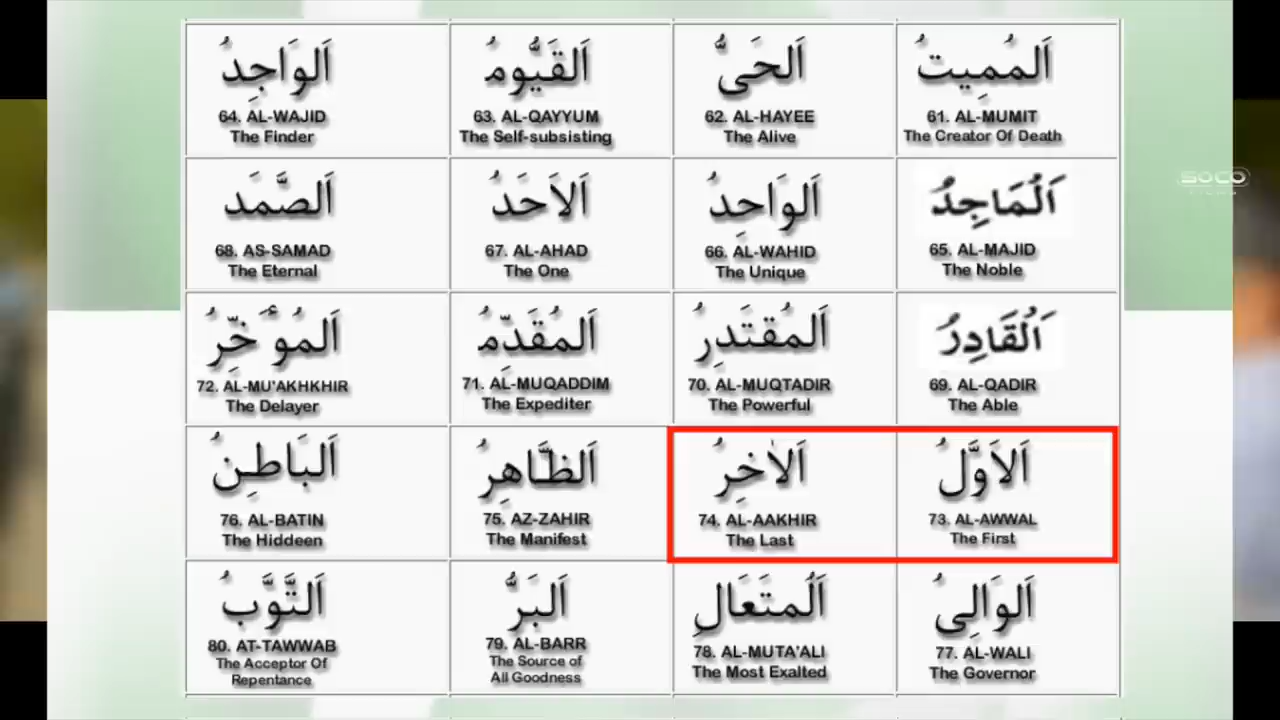 اَلْمُمِيتُ
61. AL-MUMIT
The Creator Of Death
اَلْحَىُّ
62. AL-HAYEE
The Alive
اَلْقَيُّومُ
63. AL-QAYYUM
The Self-subsisting
اَلْوَاجِدُ
64. AL-WAJID
The Finder
اَلْمَاجِدُ
65. AL-MAJID
The Noble
اَلْوَاحِدُ
66. AL-WAHID
The Unique
اَلْاَحَدُ
67. AL-AHAD
The One
اَلصَّمَدُ
68. AS-SAMAD
The Eternal
اَلْقَادِرُ
69. AL-QADIR
The Able
اَلْمُقْتَدِرُ
70. AL-MUQTADIR
The Powerful
اَلْمُقَدِّمُ
71. AL-MUQADDIM
The Expediter
اَلْمُؤَخِّرُ
72. AL-MU'AKHKHIR
The Delayer
اَلْاَوَّلُ
73. AL-AWWAL
The First
اَلْاٰخِرُ
74. AL-AAKHIR
The Last
اَلظَّاهِرُ
75. AZ-ZAHIR
The Manifest
اَلْبَاطِنُ
76. AL-BATIN
The Hiddeen
اَلْوَالِىُ
77. AL-WALI
The Governor
اَلْمُتَعَالِ
78. AL-MUTA'ALI
The Most Exalted
اَلْبَرُّ
79. AL-BARR
The Source of
All Goodness
اَلتَّوَّبُ
80. AT-TAWWAB
The Acceptor Of
Repentance
SOCO
FILMS